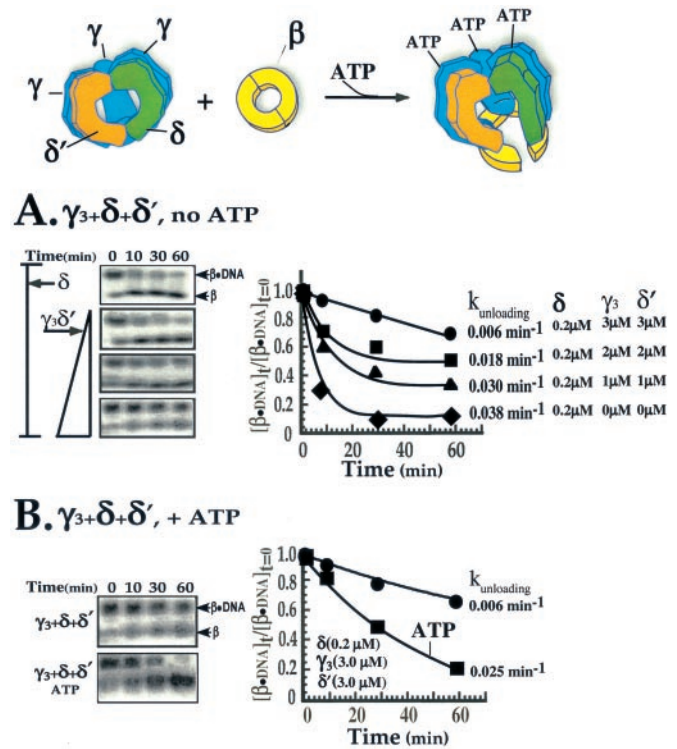 γ γ
γ
δ'
δ
+
β
ATP
ATP ATP ATP
A. γ3+δ+δ', no ATP
Time(min) 0 10 30 60
δ
γ3δ'
β•DNA
β
[β•DNA]t/[β•DNA]t=0
1.0
0.8
0.6
0.4
0.2
0
0 20 40 60
Time (min)
kunloading δ γ3 δ'
0.006 min-1 0.2μM 3μM 3μM
0.018 min-1 0.2μM 2μM 2μM
0.030 min-1 0.2μM 1μM 1μM
0.038 min-1 0.2μM 0μM 0μM
B. γ3+δ+δ', + ATP
Time(min) 0 10 30 60
γ3+δ+δ'
β•DNA
β
γ3+δ+δ'
ATP
[β•DNA]t/[β•DNA]t=0
1.0
0.8
0.6
0.4
0.2
0 20 40 60
Time (min)
δ(0.2 μM)
γ3(3.0 μM)
δ'(3.0 μM)
ATP
kunloading
0.006 min-1
0.025 min-1